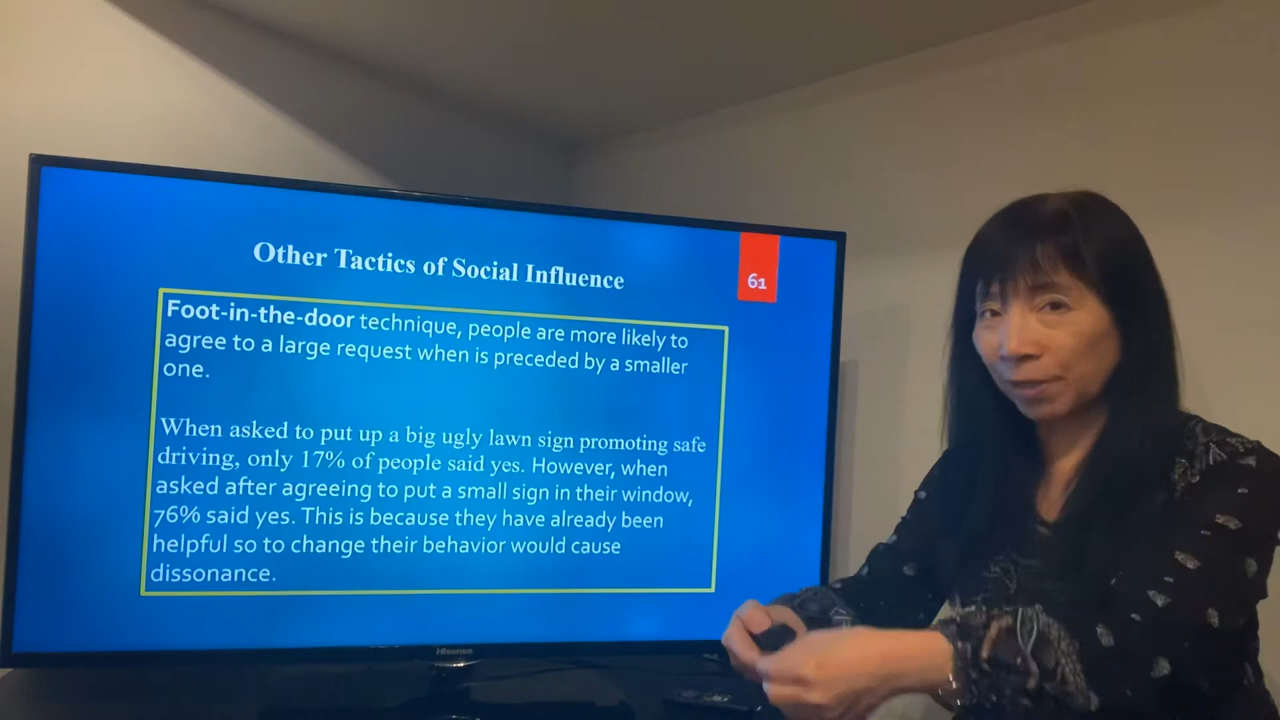 Other Tactics of Social Influence
61
Foot-in-the-door technique, people are more likely to
agree to a large request when is preceded by a smaller
one.
When asked to put up a big ugly lawn sign promoting safe
driving, only 17% of people said yes. However, when
asked after agreeing to put a small sign in their window,
76% said yes. This is because they have already been
helpful so to change their behavior would cause
dissonance.
Hisense